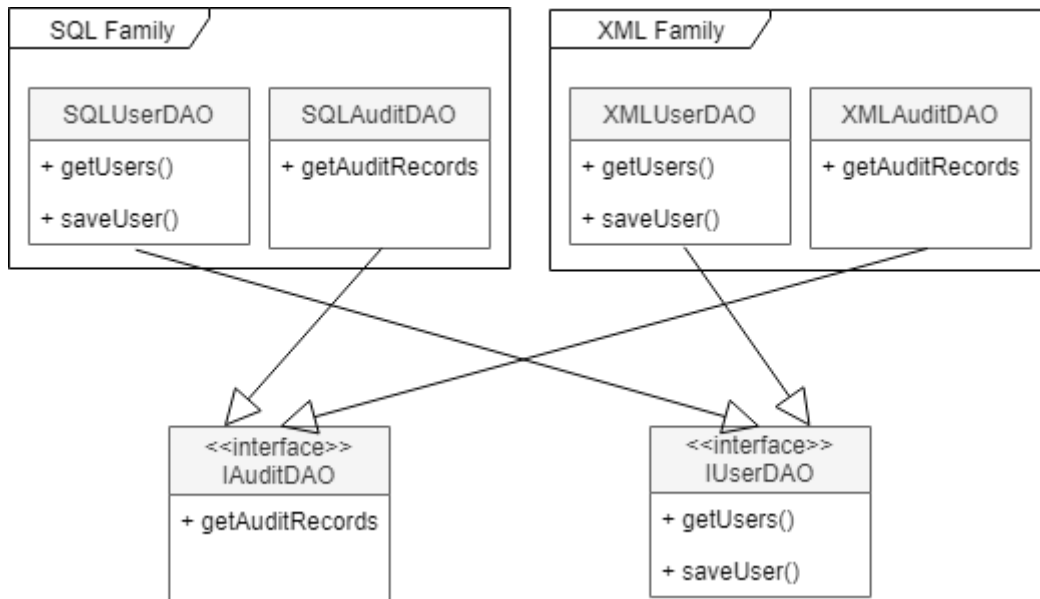 SQL Family
SQLUserDAO
+ getUsers()
+ saveUser()
SQLAuditDAO
+ getAuditRecords
XML Family
XMLUserDAO
+ getUsers()
+ saveUser()
XMLAuditDAO
+ getAuditRecords
<<interface>>
IAuditDAO
+ getAuditRecords
<<interface>>
IUserDAO
+ getUsers()
+ saveUser()